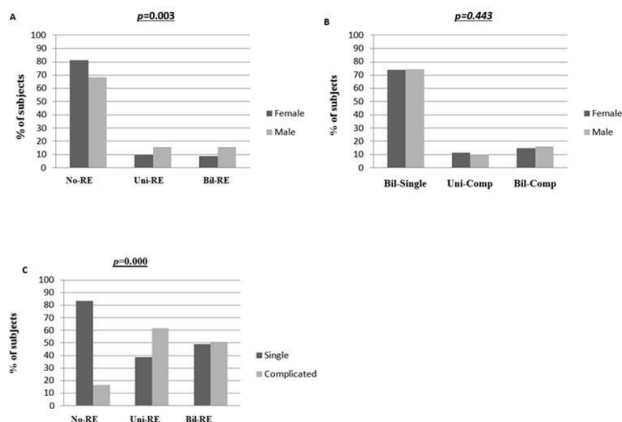 A
p=0.003
% of subjects
100
90
80
70
60
50
40
30
20
10
0
No-RE Uni-RE Bil-RE
Female
Male
B
p=0.443
% of subjects
100
90
80
70
60
50
40
30
20
10
0
Bil-Single Uni-Comp Bil-Comp
Female
Male
C
p=0.000
% of subjects
100
90
80
70
60
50
40
30
20
10
0
No-RE Uni-RE Bil-RE
Single
Complicated